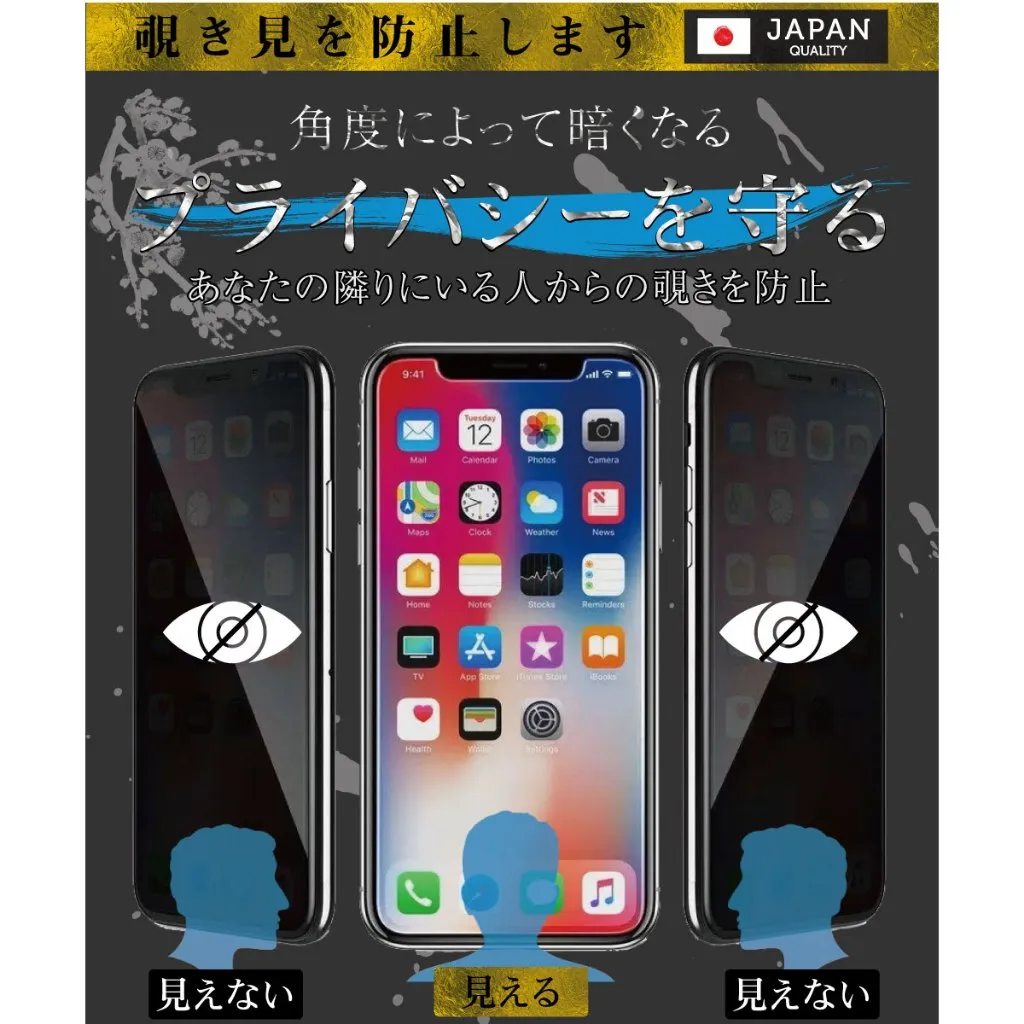 覗き見を防止します
JAPAN
QUALITY
角度によって暗くなる
プライバシーを守る
あなたの隣りにいる人からの覗きを防止
9:41
Tuesday
12
Mail
Calendar
Photos
Camera
Maps
Clock
Weather
News
Home
Notes
Stocks
Reminders
TV
App Store
iTunes Store
iBooks
Health
Wallet
Settings
見えない
見える
見えない